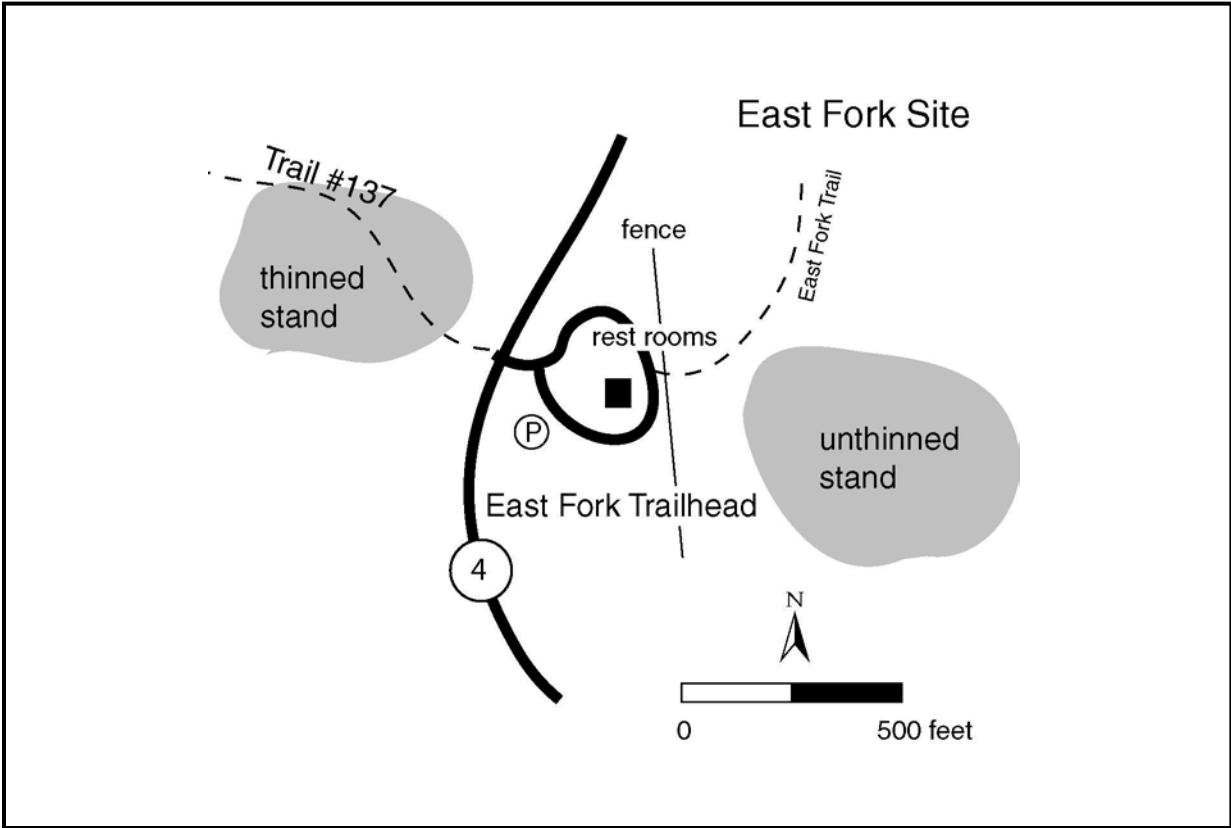 East Fork Site
Trail #137
East Fork Trail
fence
thinned
stand
rest rooms
P
unthinned
stand
East Fork Trailhead
4
N
0
500 feet